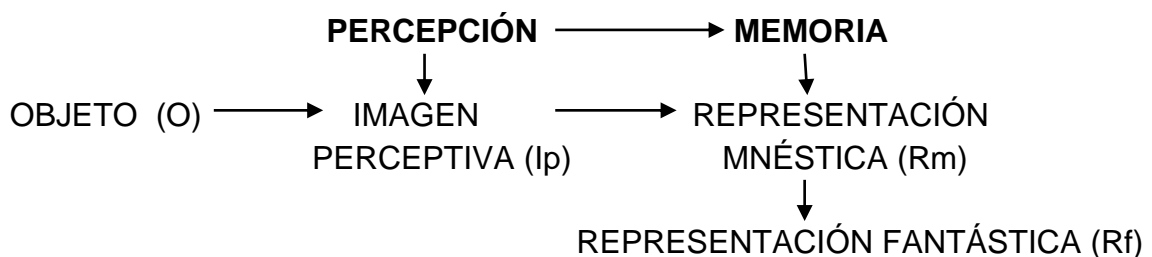 PERCEPCIÓN MEMORIA
OBJETO (O) IMAGEN REPRESENTACIÓN
PERCEPTIVA (Ip) MNÉSTICA (Rm)
REPRESENTACIÓN FANTÁSTICA (Rf)